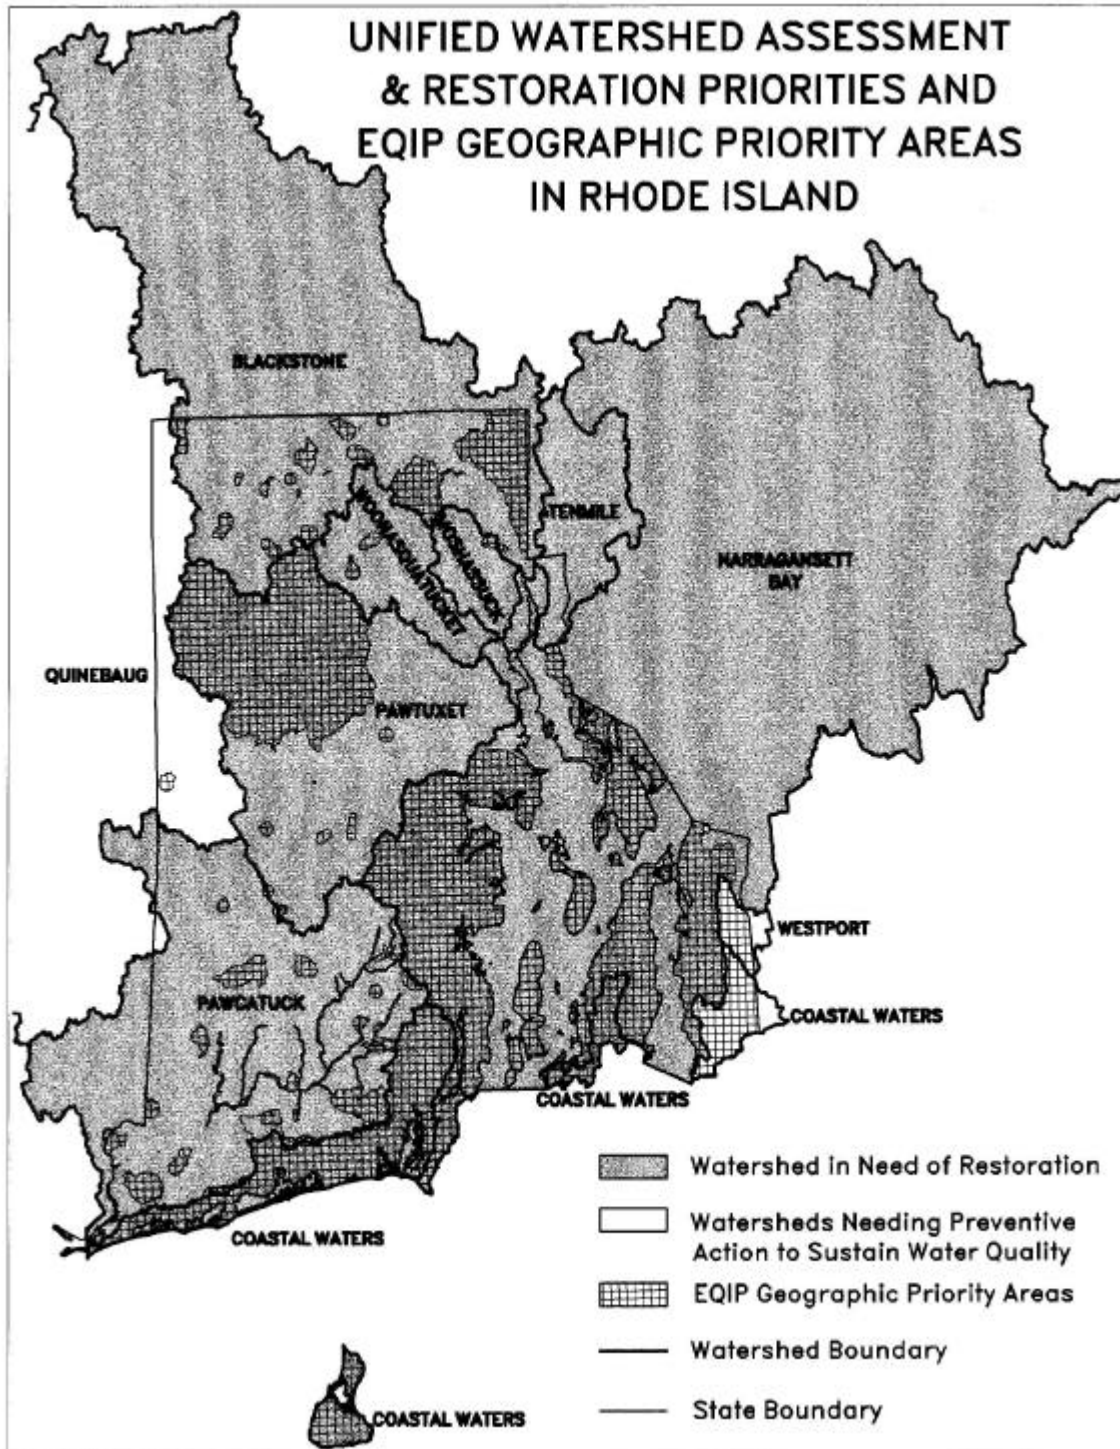 UNIFIED WATERSHED ASSESSMENT
& RESTORATION PRIORITIES AND
EQIP GEOGRAPHIC PRIORITY AREAS
IN RHODE ISLAND
BLACKSTONE
TENMILE
WOONASQUATUCKET
MOSHASSUCK
NARRAGANSETT
BAY
QUINEBAUG
PAWTUXET
WESTPORT
PAWCATUCK
COASTAL WATERS
COASTAL WATERS
COASTAL WATERS
Watershed in Need of Restoration
Watersheds Needing Preventive
Action to Sustain Water Quality
EQIP Geographic Priority Areas
Watershed Boundary
State Boundary
COASTAL WATERS